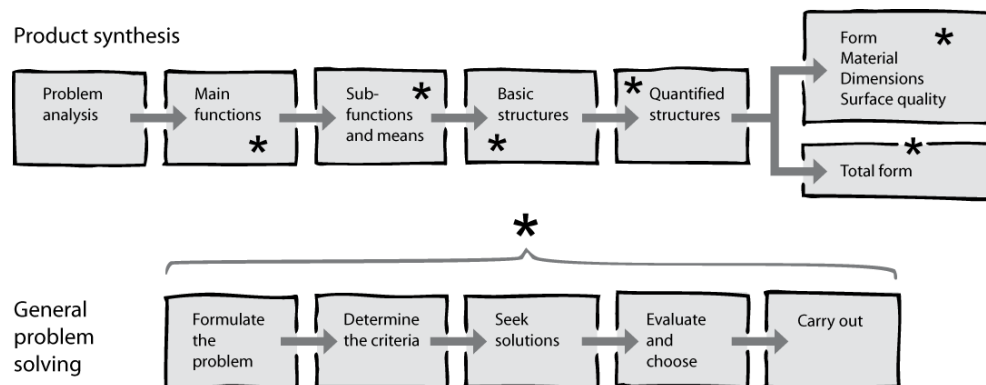 Product synthesis
Problem
analysis
Main
functions
*
Sub-
functions
and means
*
Basic
structures
*
*
Quantified
structures
Form
Material
Dimensions
Surface quality
*
*
Total form
*
General
problem
solving
Formulate
the
problem
Determine
the criteria
Seek
solutions
Evaluate
and
choose
Carry out